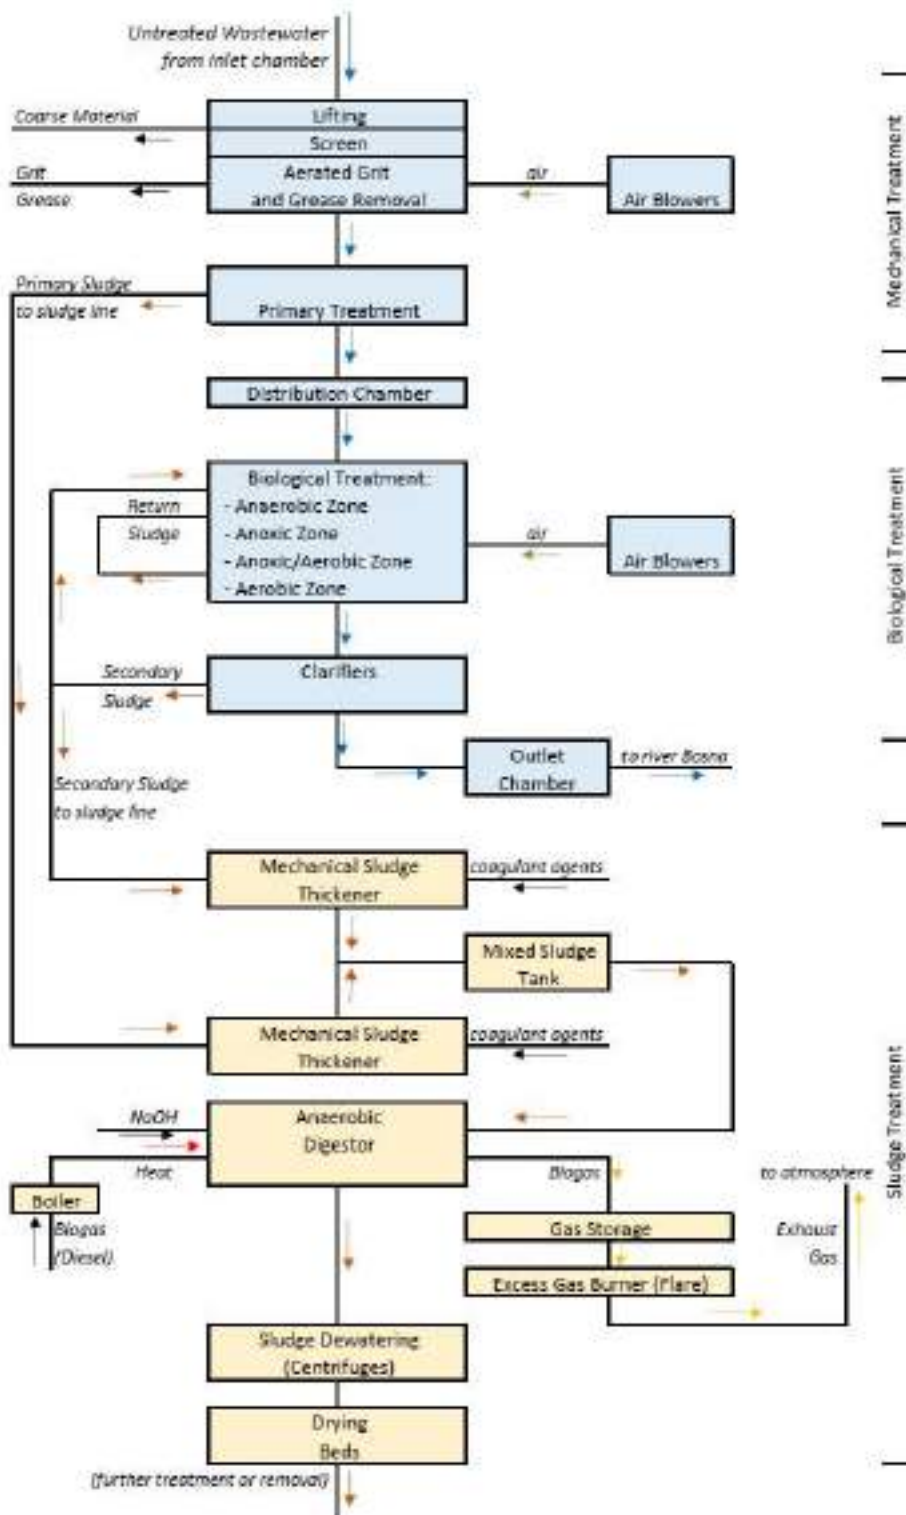 Untreated Wastewater
from inlet chamber
Coarse Material
Lifting
Screen
Grit
Grease
Aerated Grit
and Grease Removal
air
Air Blowers
Mechanical Treatment
Primary Sludge
to sludge line
Primary Treatment
Distribution Chamber
Biological Treatment:
- Anaerobic Zone
- Anoxic Zone
- Anoxic/Aerobic Zone
- Aerobic Zone
Return
Sludge
air
Air Blowers
Biological Treatment
Secondary
Sludge
Clarifiers
Outlet
Chamber
to river Bosna
Secondary Sludge
to sludge line
Mechanical Sludge
Thickener
coagulant agents
Mixed Sludge
Tank
Mechanical Sludge
Thickener
coagulant agents
Sludge Treatment
NaOH
Heat
Anaerobic
Digestor
Boiler
Biogas
(Diesel)
Biogas
to atmosphere
Gas Storage
Exhaust
Gas
Excess Gas Burner (Flare)
Sludge Dewatering
(Centrifuges)
Drying
Beds
(further treatment or removal)